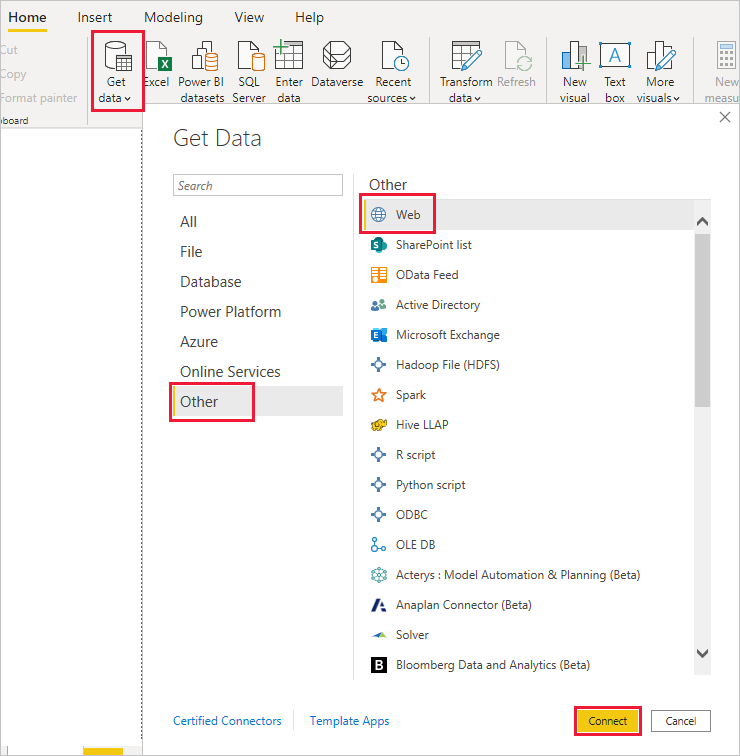 Home Insert Modeling View Help
Cut
Copy
Format painter
Get data
Excel
Power BI datasets
SQL Server
Enter data
Dataverse
Recent sources
Transform data
Refresh
New visual
Text box
A
More visuals
New
Get Data
Search
All
File
Database
Power Platform
Azure
Online Services
Other
Other
Web
SharePoint list
OData Feed
Active Directory
Microsoft Exchange
Hadoop File (HDFS)
Spark
Hive LLAP
R script
Python script
ODBC
OLE DB
Acterys : Model Automation & Planning (Beta)
Anaplan Connector (Beta)
Solver
Bloomberg Data and Analytics (Beta)
Certified Connectors
Template Apps
Connect
Cancel